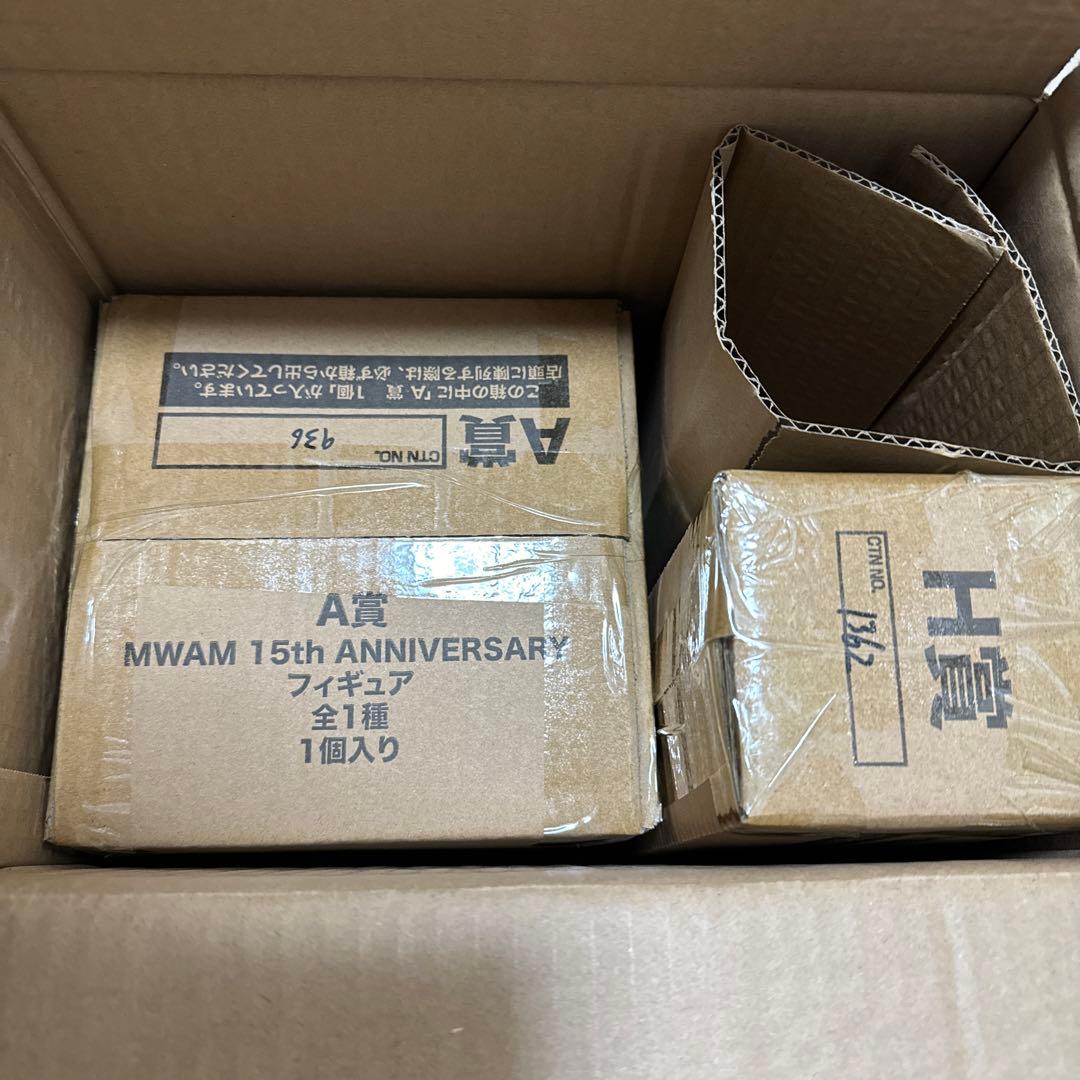 この箱の中に「A 賞 1個」が入っています。
店頭に陳列する際は、必ず箱から出してください。
A賞
CTN NO.
936
A賞
MWAM 15th ANNIVERSARY
フィギュア
全1種
1個入り
H賞
CTN NO.
1362